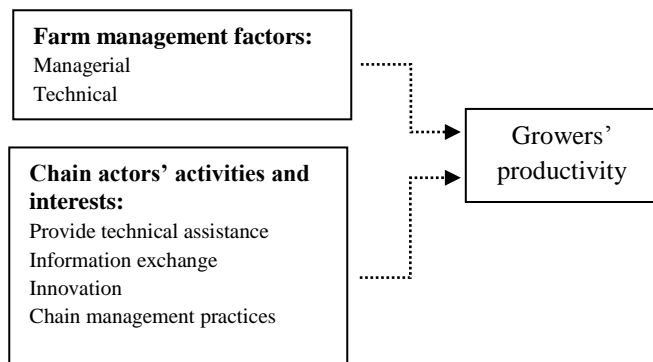 Farm management factors:
Managerial
Technical
Growers’
productivity
Chain actors’ activities and
interests:
Provide technical assistance
Information exchange
Innovation
Chain management practices